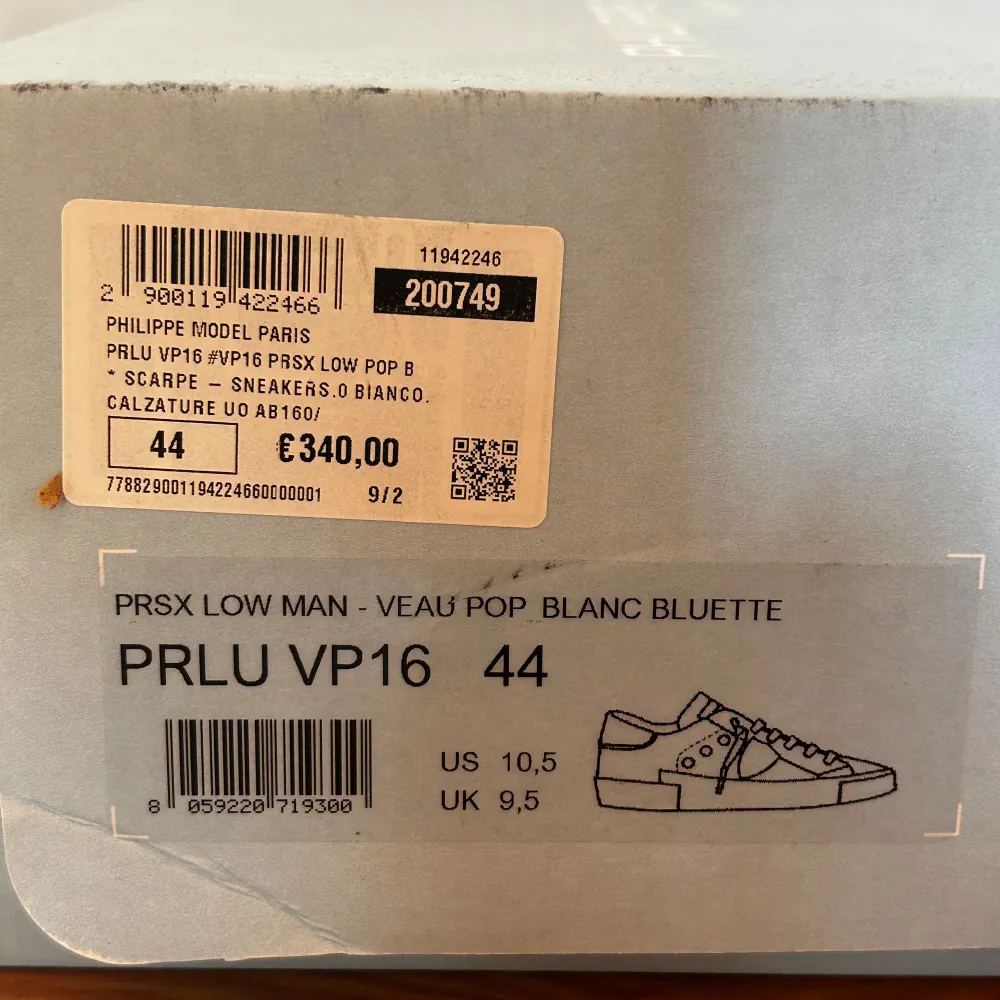 11942246
200749
2 900119 422466
PHILIPPE MODEL PARIS
PRLU VP16 #VP16 PRSX LOW POP B
* SCARPE - SNEAKERS.0 BIANCO.
CALZATURE UO AB160/
44 €340,00
778829001194224660000001 9/2
PRSX LOW MAN - VEAU POP BLANC BLUETTE
PRLU VP16 44
US 10,5
UK 9,5
8 059220 719300